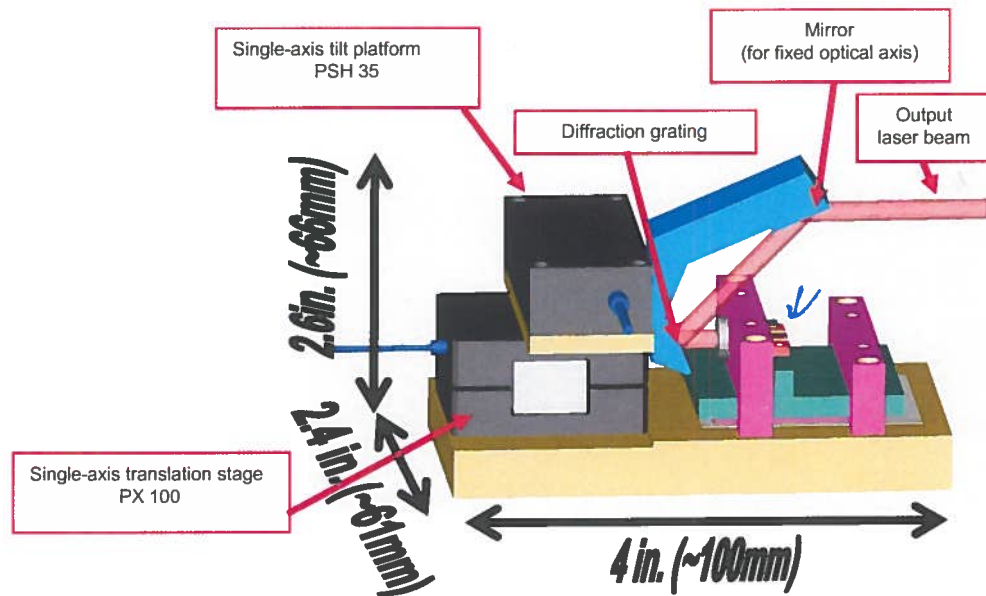 Single-axis tilt platform
PSH 35
Mirror
(for fixed optical axis)
Diffraction grating
Output
laser beam
2.6in. (~66mm)
2.4 in. (~61mm)
Single-axis translation stage
PX 100
4 in. (~100mm)